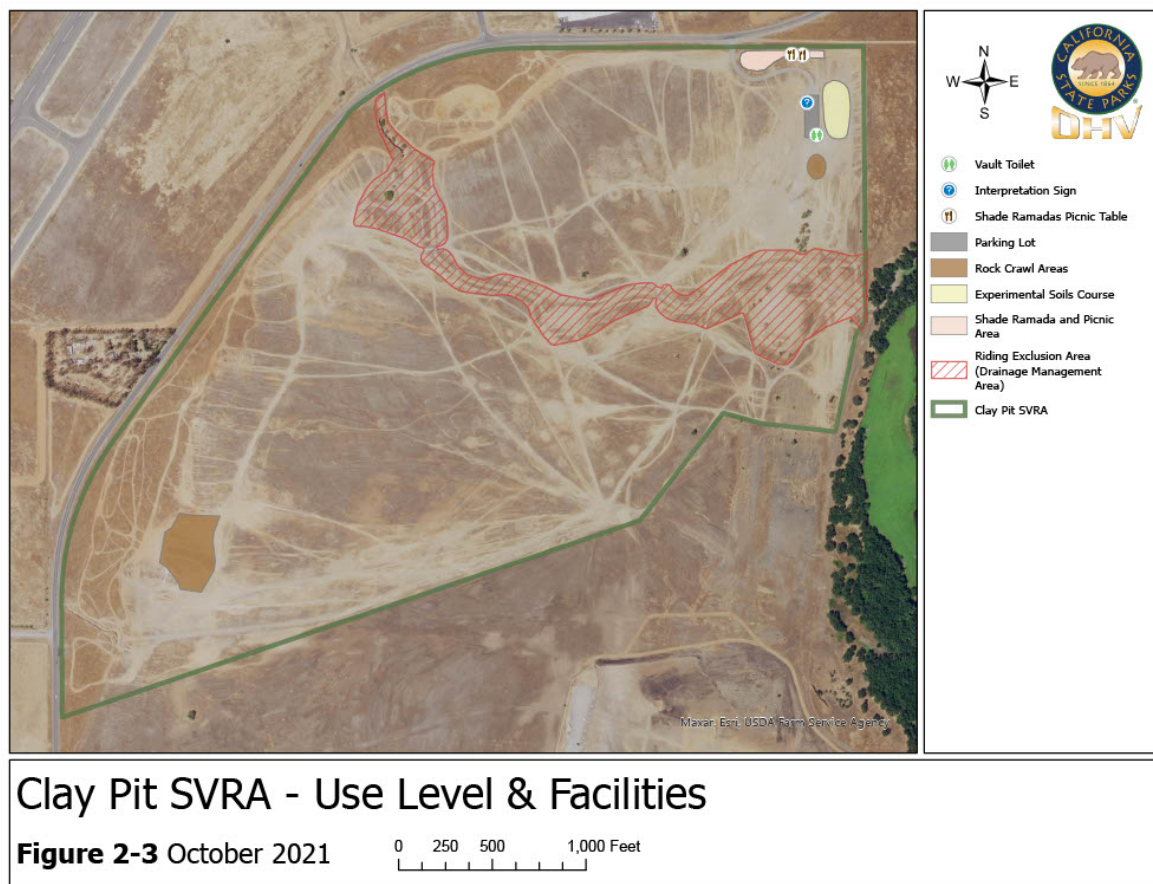 N
W E
S
CALIFORNIA
SINCE 1864
STATE PARKS
OHV
Vault Toilet
? Interpretation Sign
Shade Ramadas Picnic Table
Parking Lot
Rock Crawl Areas
Experimental Soils Course
Shade Ramada and Picnic
Area
Riding Exclusion Area
(Drainage Management
Area)
Clay Pit SVRA
?
Maxar, Esri, USDA Farm Service Agency
Clay Pit SVRA - Use Level & Facilities
Figure 2-3 October 2021
0 250 500 1,000 Feet